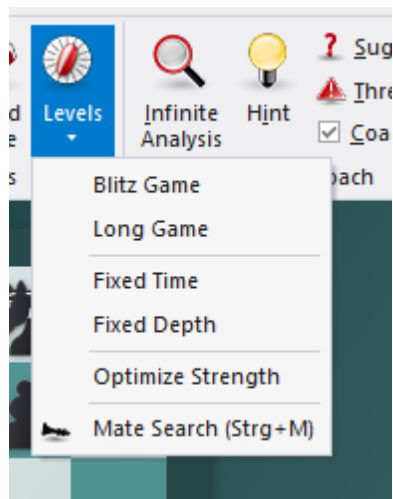 Levels
Infinite
Analysis
Hint
Blitz Game
Long Game
Fixed Time
Fixed Depth
Optimize Strength
Mate Search (Strg+M)